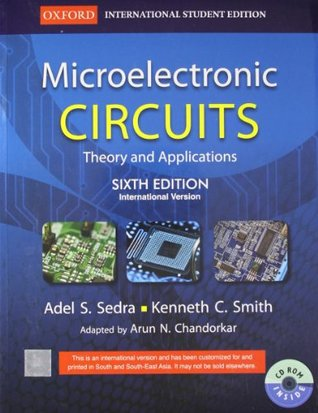 OXFORD INTERNATIONAL STUDENT EDITION
Microelectronic
CIRCUITS
Theory and Applications
SIXTH EDITION
International Version
Adel S. Sedra ▪ Kenneth C. Smith
Adapted by Arun N. Chandorkar
This is an international version and has been customized for and
printed in South and South-East Asia. It may not be sold elsewhere.
CD ROM
INSIDE